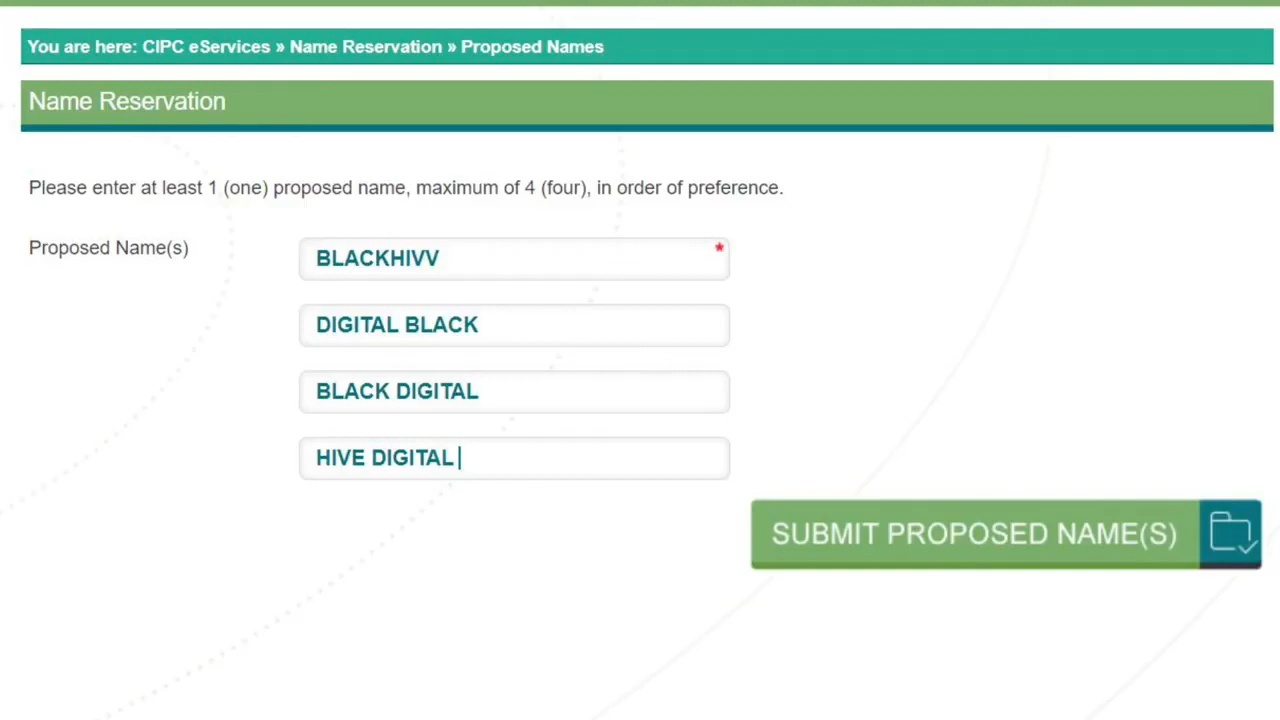 You are here: CIPC eServices » Name Reservation » Proposed Names
Name Reservation
Please enter at least 1 (one) proposed name, maximum of 4 (four), in order of preference.
Proposed Name(s)
BLACKHIVV *
DIGITAL BLACK
BLACK DIGITAL
HIVE DIGITAL
SUBMIT PROPOSED NAME(S)